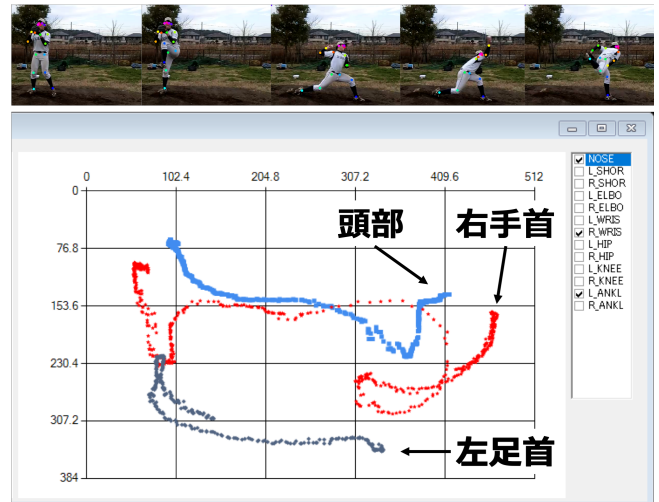 0 102.4 204.8 307.2 409.6 512
0
76.8
153.6
230.4
307.2
384
頭部 右手首
左足首
NOSE
L_SHOR
R_SHOR
L_ELBO
R_ELBO
L_WRIS
R_WRIS
L_HIP
R_HIP
L_KNEE
R_KNEE
L_ANKL
R_ANKL